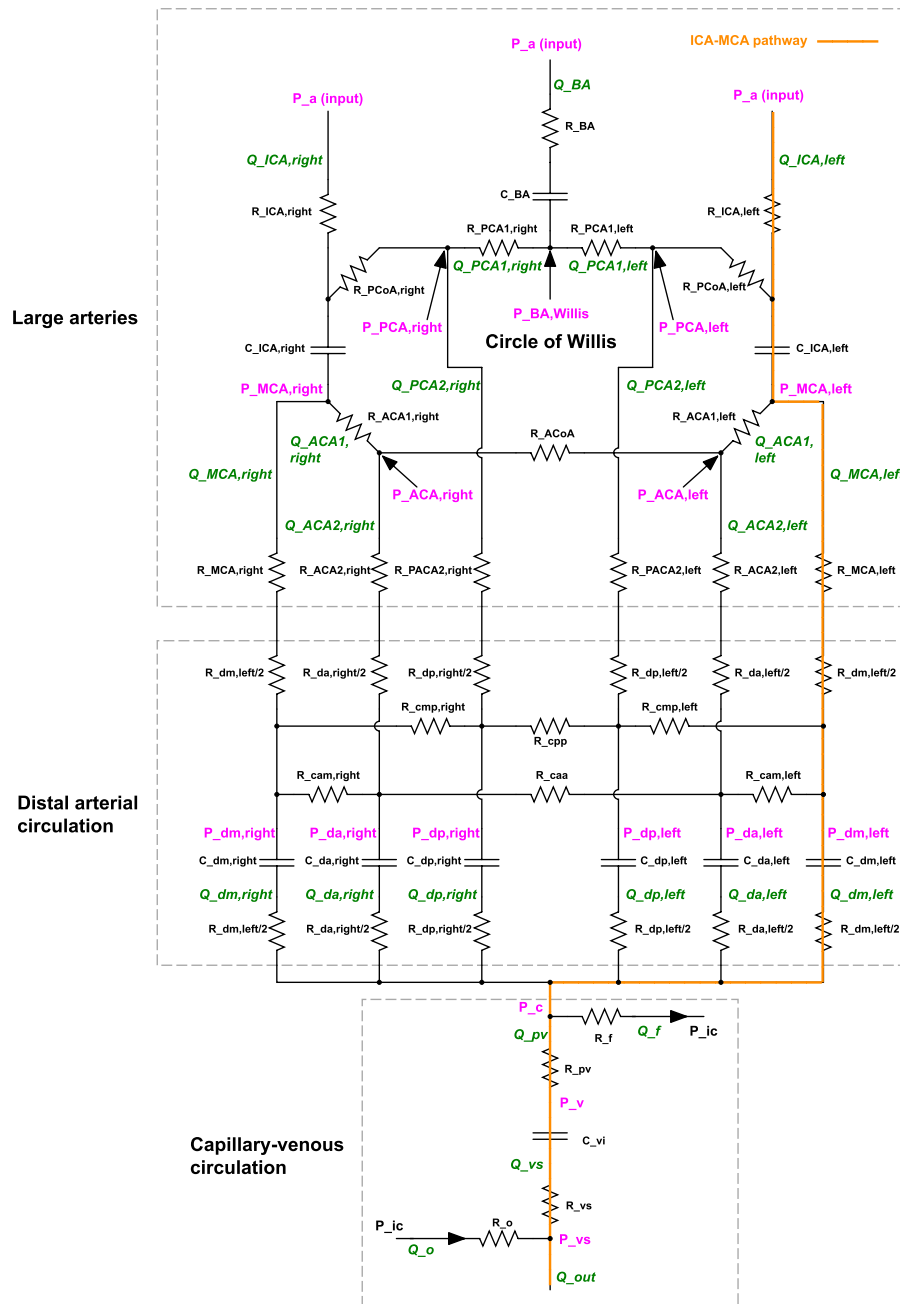 ICA-MCA pathway
P_a (input)
Q_BA
P_a (input)
P_a (input)
R_BA
Q_ICA,right
Q_ICA,left
C_BA
R_ICA,right
R_ICA,left
R_PCA1,right
R_PCA1,left
Q_PCA1,right
Q_PCA1,left
R_PCoA,right
R_PCoA,left
P_BA,Willis
Large arteries
P_PCA,right
P_PCA,left
Circle of Willis
C_ICA,right
C_ICA,left
P_MCA,right
Q_PCA2,right
Q_PCA2,left
P_MCA,left
R_ACA1,right
R_ACA1,left
R_ACoA
Q_ACA1,
right
Q_ACA1,
left
Q_MCA,right
Q_MCA,lef
P_ACA,right
P_ACA,left
Q_ACA2,right
Q_ACA2,left
R_MCA,right
R_ACA2,right
R_PACA2,right
R_PACA2,left
R_ACA2,left
R_MCA,left
R_dm,left/2
R_da,right/2
R_dp,right/2
R_dp,left/2
R_da,left/2
R_dm,left/2
R_cmp,right
R_cmp,left
R_cpp
R_cam,right
R_caa
R_cam,left
Distal arterial
circulation
P_dm,right
P_da,right
P_dp,right
P_dp,left
P_da,left
P_dm,left
C_dm,right
C_da,right
C_dp,right
C_dp,left
C_da,left
C_dm,left
Q_dm,right
Q_da,right
Q_dp,right
Q_dp,left
Q_da,left
Q_dm,left
R_dm,left/2
R_da,right/2
R_dp,right/2
R_dp,left/2
R_da,left/2
R_dm,left/2
P_c
Q_pv
R_f
Q_f
P_ic
R_pv
P_v
Capillary-venous
circulation
C_vi
Q_vs
R_vs
P_ic
R_o
Q_o
P_vs
Q_out